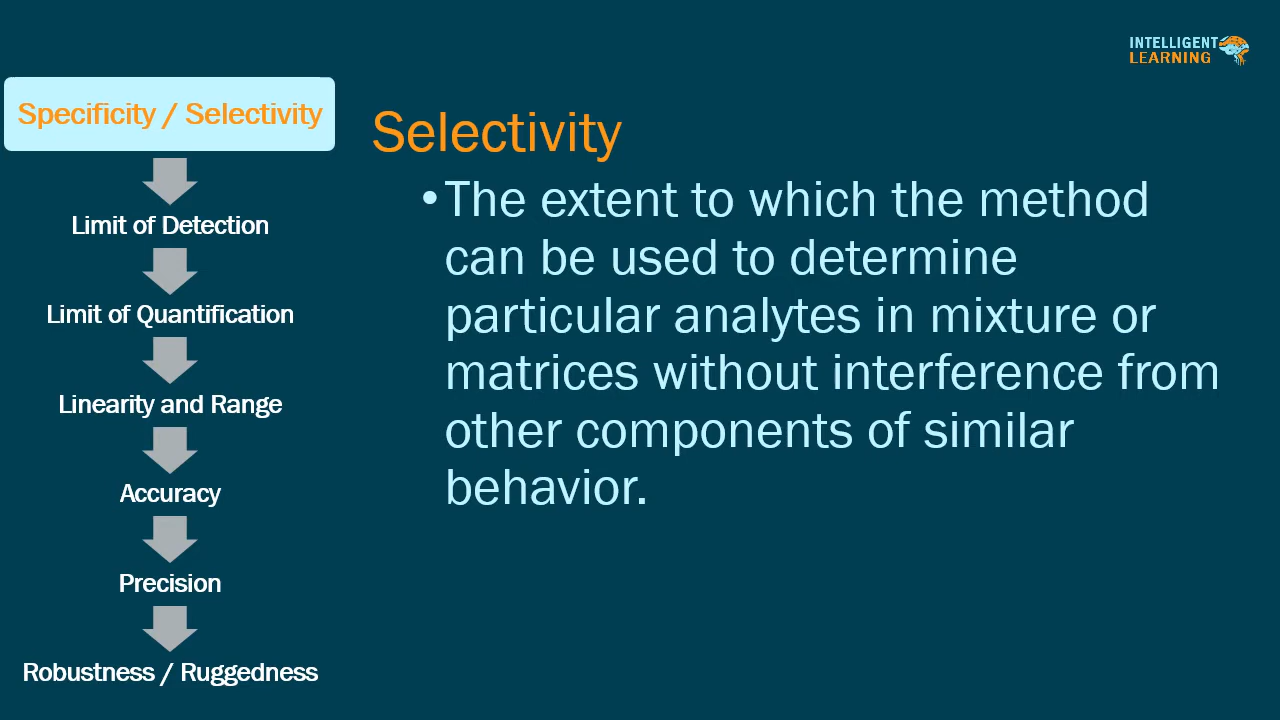 INTELLIGENT
LEARNING
Specificity / Selectivity
Limit of Detection
Limit of Quantification
Linearity and Range
Accuracy
Precision
Robustness / Ruggedness
Selectivity
•The extent to which the method
can be used to determine
particular analytes in mixture or
matrices without interference from
other components of similar
behavior.